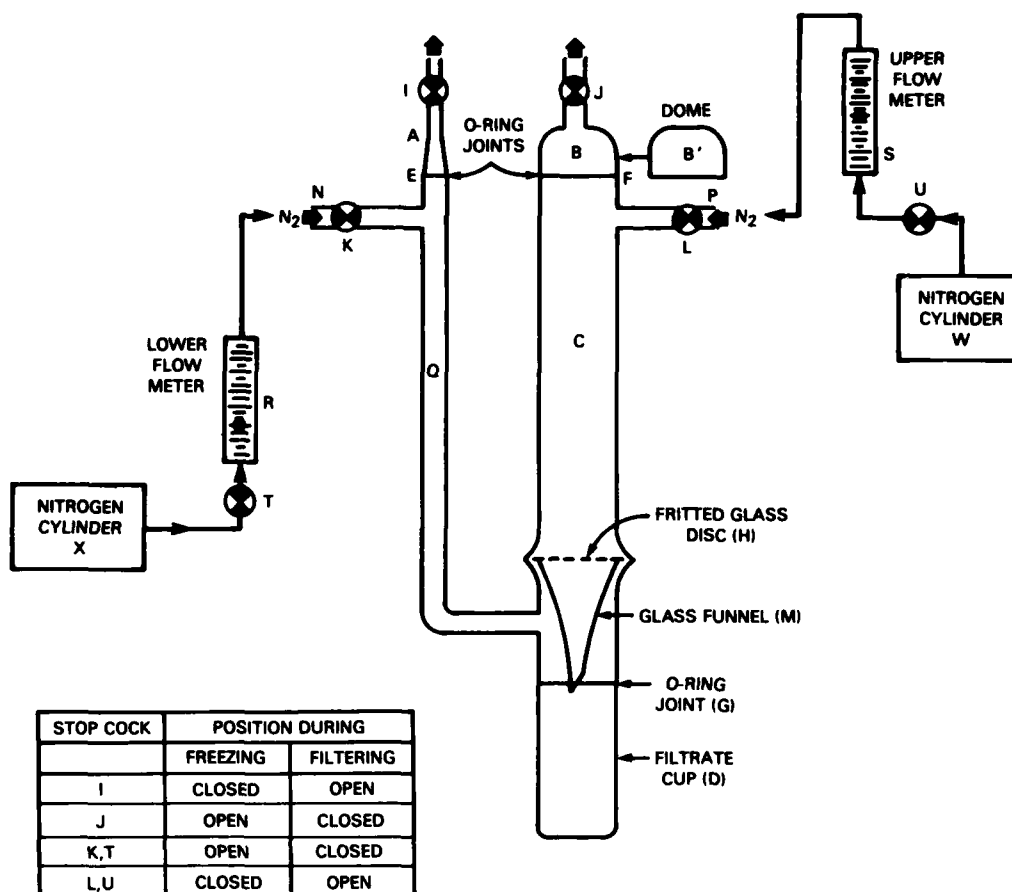 I
J
A
O-RING
JOINTS
DOME
B
B'
E
F
N
P
N₂
N₂
K
L
UPPER
FLOW
METER
S
U
NITROGEN
CYLINDER
W
LOWER
FLOW
METER
R
Q
C
T
NITROGEN
CYLINDER
X
FRITTED GLASS
DISC (H)
GLASS FUNNEL (M)
O-RING
JOINT (G)
FILTRATE
CUP (D)
STOP COCK POSITION DURING
FREEZING FILTERING
I CLOSED OPEN
J OPEN CLOSED
K,T OPEN CLOSED
L,U CLOSED OPEN